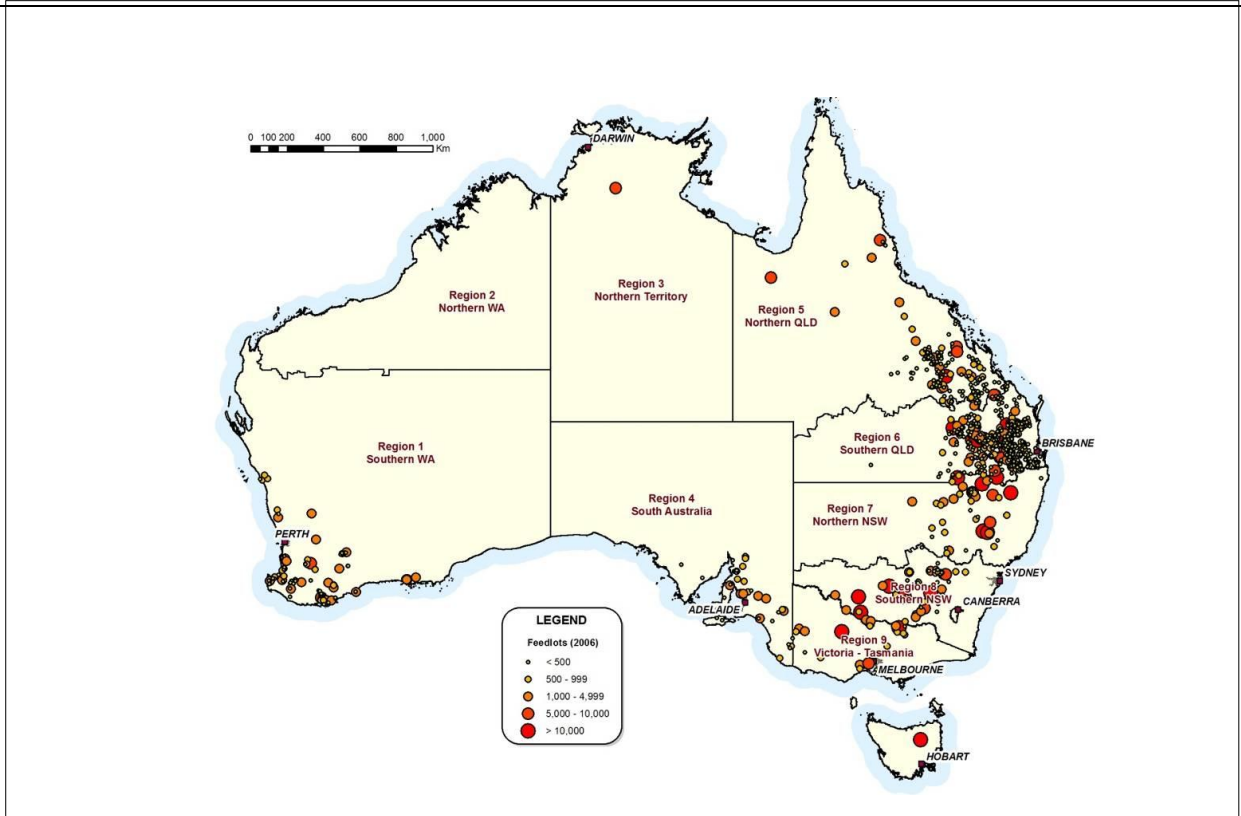 0 100 200 400 600 800 1,000
Km
DARWIN
Region 3
Northern Territory
Region 2
Northern WA
Region 5
Northern QLD
Region 1
Southern WA
Region 6
Southern QLD
BRISBANE
Region 4
South Australia
Region 7
Northern NSW
PERTH
SYDNEY
Region 8
Southern NSW
CANBERRA
ADELAIDE
Region 9
Victoria - Tasmania
MELBOURNE
HOBART
LEGEND
Feedlots (2006)
< 500
500 - 999
1,000 - 4,999
5,000 - 10,000
> 10,000